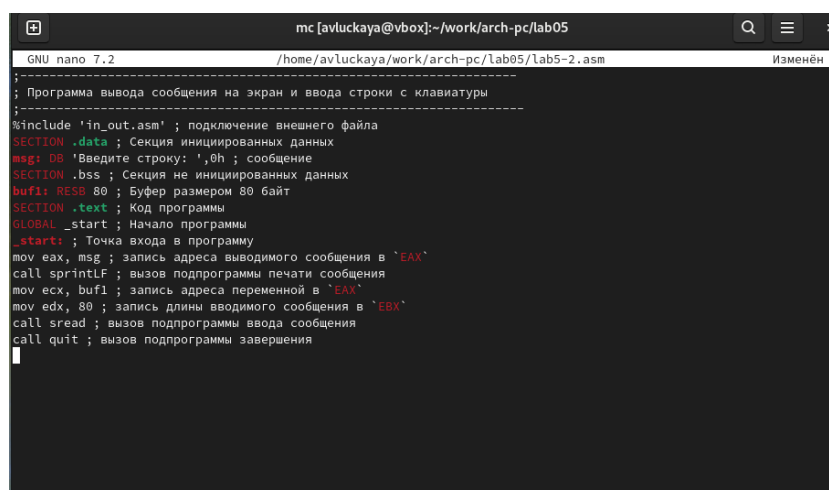 mc [avluckaya@vbox]:~/work/arch-pc/lab05
GNU nano 7.2 /home/avluckaya/work/arch-pc/lab05/lab5-2.asm Изменён
;------------------------------------------------------------------
; Программа вывода сообщения на экран и ввода строки с клавиатуры
;-------------------------------------------------------------------
%include 'in_out.asm' ; подключение внешнего файла
SECTION .data ; Секция инициированных данных
msg: DB 'Введите строку: ',0h ; сообщение
SECTION .bss ; Секция не инициированных данных
buf1: RESB 80 ; Буфер размером 80 байт
SECTION .text ; Код программы
GLOBAL _start ; Начало программы
_start: ; Точка входа в программу
mov eax, msg ; запись адреса выводимого сообщения в `EAX`
call sprintLF ; вызов подпрограммы печати сообщения
mov ecx, buf1 ; запись адреса переменной в `EAX`
mov edx, 80 ; запись длины вводимого сообщения в `EBX`
call sread ; вызов подпрограммы ввода сообщения
call quit ; вызов подпрограммы завершения